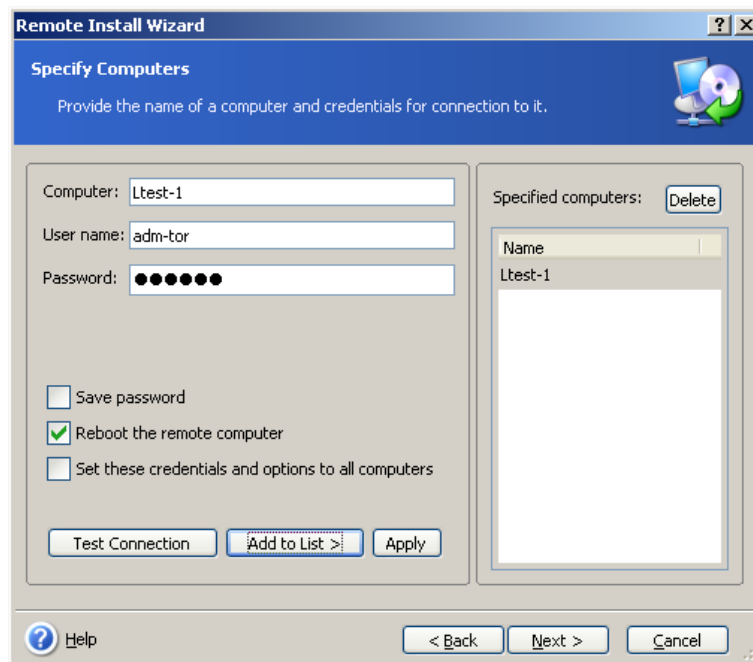 Remote Install Wizard
Specify Computers
Provide the name of a computer and credentials for connection to it.
Computer: Ltest-1
User name: adm-tor
Password: ●●●●●●
Save password
Reboot the remote computer
Set these credentials and options to all computers
Test Connection Add to List > Apply
Specified computers: Delete
Name
Ltest-1
Help < Back Next > Cancel